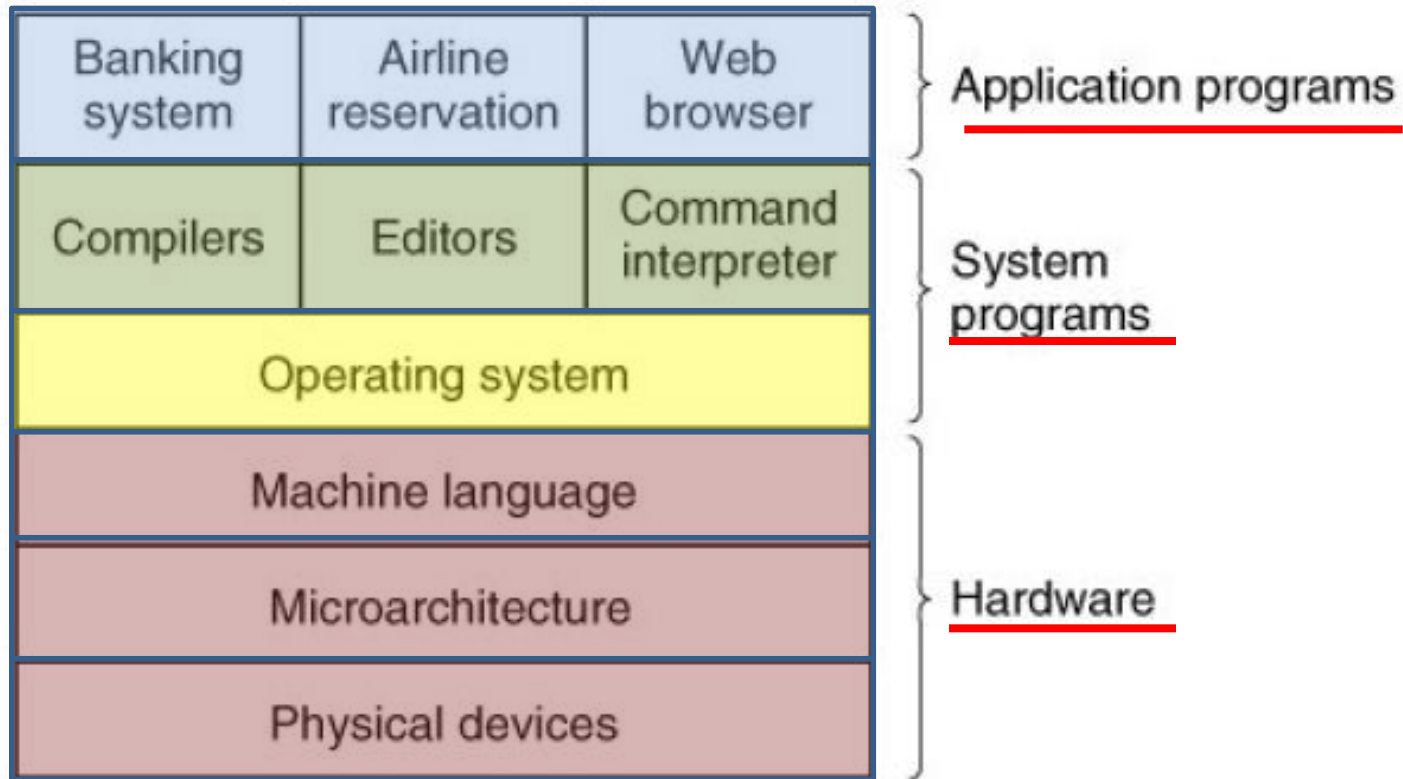 Banking
system
Airline
reservation
Web
browser
Application programs
Compilers
Editors
Command
interpreter
System
programs
Operating system
Machine language
Microarchitecture
Hardware
Physical devices